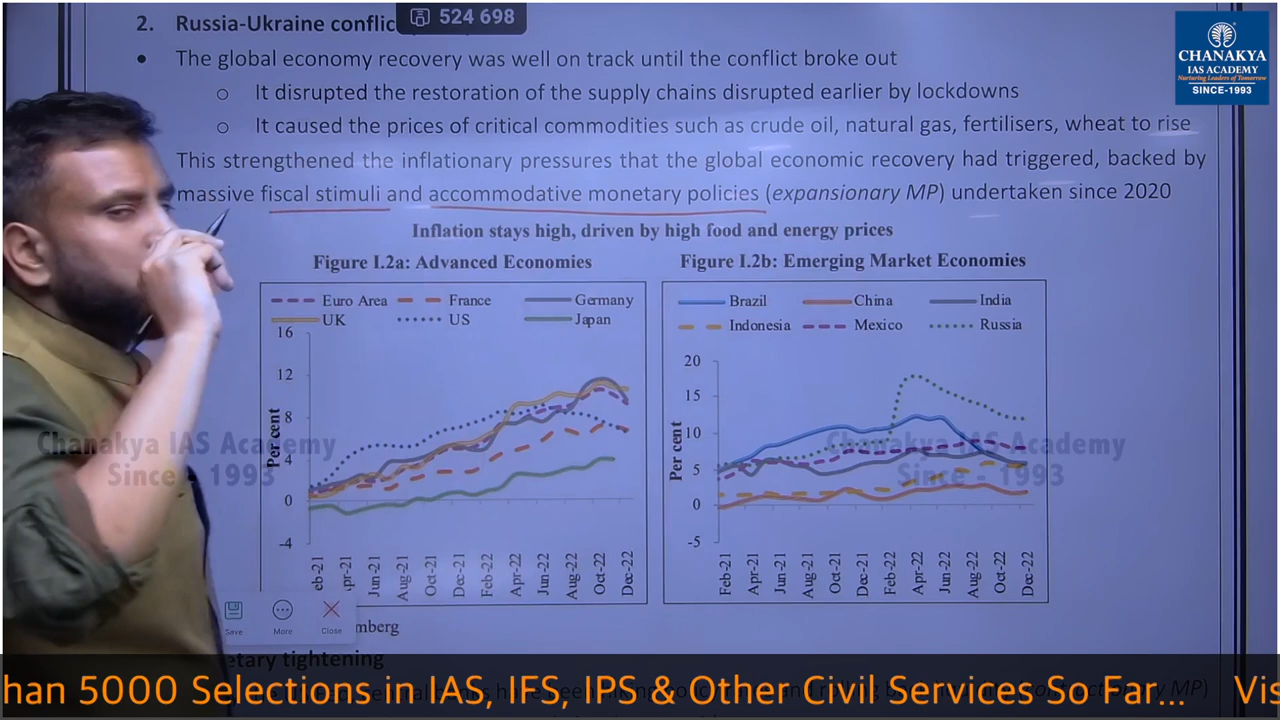 2. Russia-Ukraine conflic
524 698
CHANAKYA
IAS ACADEMY
Nurturing Leaders of Tomorrow
SINCE-1993
• The global economy recovery was well on track until the conflict broke out
o It disrupted the restoration of the supply chains disrupted earlier by lockdowns
o It caused the prices of critical commodities such as crude oil, natural gas, fertilisers, wheat to rise
This strengthened the inflationary pressures that the global economic recovery had triggered, backed by
massive fiscal stimuli and accommodative monetary policies (expansionary MP) undertaken since 2020
Inflation stays high, driven by high food and energy prices
Figure I.2a: Advanced Economies
Euro Area France Germany
UK US Japan
16
12
8
4
0
-4
Per cent
eb-21 pr-21 Jun-21 Aug-21 Oct-21 Dec-21 Feb-22 Apr-22 Jun-22 Aug-22 Oct-22 Dec-22
Figure I.2b: Emerging Market Economies
Brazil China India
Indonesia Mexico Russia
20
15
10
5
0
-5
Per cent
Feb-21 Apr-21 Jun-21 Aug-21 Oct-21 Dec-21 Feb-22 Apr-22 Jun-22 Aug-22 Oct-22 Dec-22
Chanakya IAS Academy
Since - 1993
Chanakya IAS Academy
Since - 1993
Save More Close
mberg
etary tightening
MP)
han 5000 Selections in IAS, IFS, IPS & Other Civil Services So Far... Vis